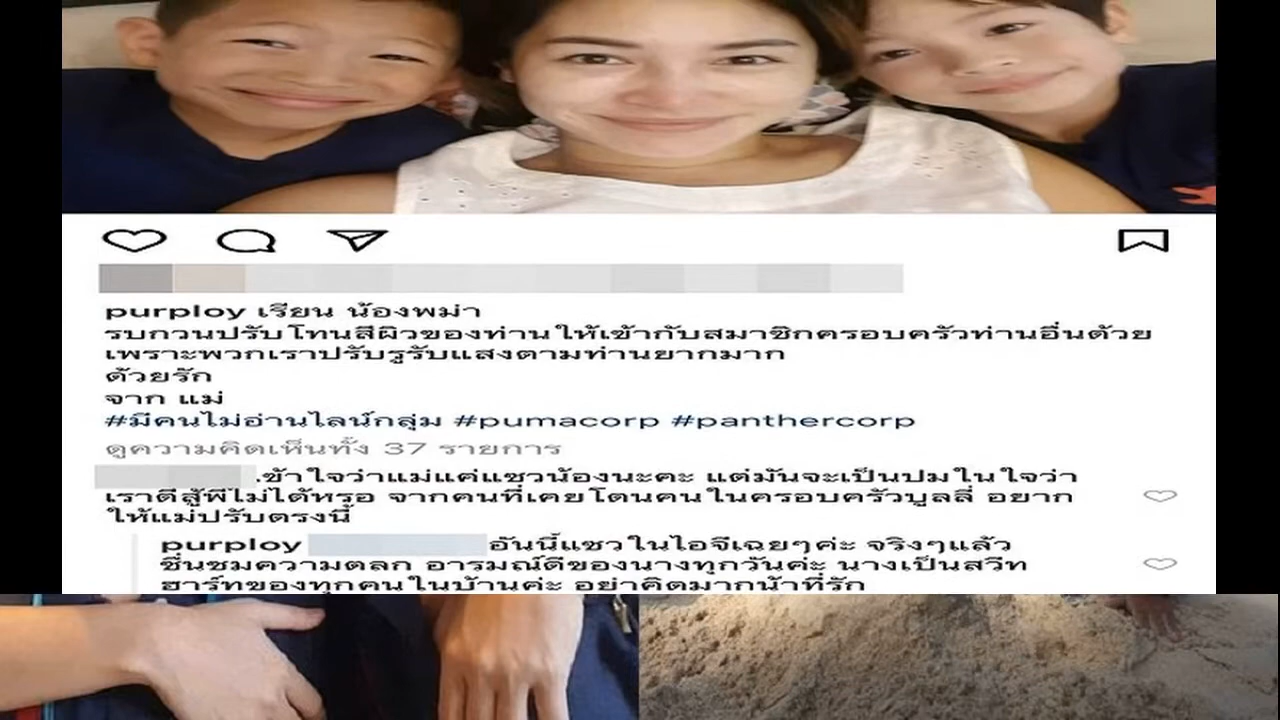 purploy เรียน น้องพม่า
รบกวนปรับโทนสีผิวของท่านให้เข้ากับสมาชิกครอบครัวท่านอื่นด้วย
เพราะพวกเราปรับรูรับแสงตามท่านยากมาก
ด้วยรัก
จาก แม่
#มีคนไม่อ่านไลน์กลุ่ม #pumacorp #panthercorp
ดูความคิดเห็นทั้ง 37 รายการ
.ข้าใจว่าแม่แค่แซวน้องนะคะ แต่มันจะเป็นปมในใจว่า
เราดีสู้พี่ไม่ได้หรอ จากคนที่เคยโดนคนในครอบครัวบูลลี่ อยาก
ให้แม่ปรับตรงนี้
purploy อันนี้แซวในไอจีเฉยๆค่ะ จริงๆแล้ว
ชื่นชมความตลก อารมณ์ดีของนางทุกวันค่ะ นางเป็นสวีท
ฮาร์ทของทุกคนในบ้านค่ะ อย่าคิดมากน้าที่รัก